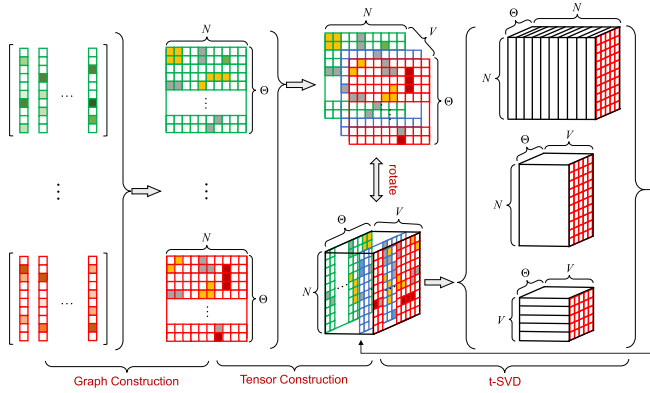 N
Θ
N
Θ
N
V
Θ
rotate
Θ
V
N
Θ
N
N
Θ
V
N
Θ
V
V
Graph Construction
Tensor Construction
t-SVD